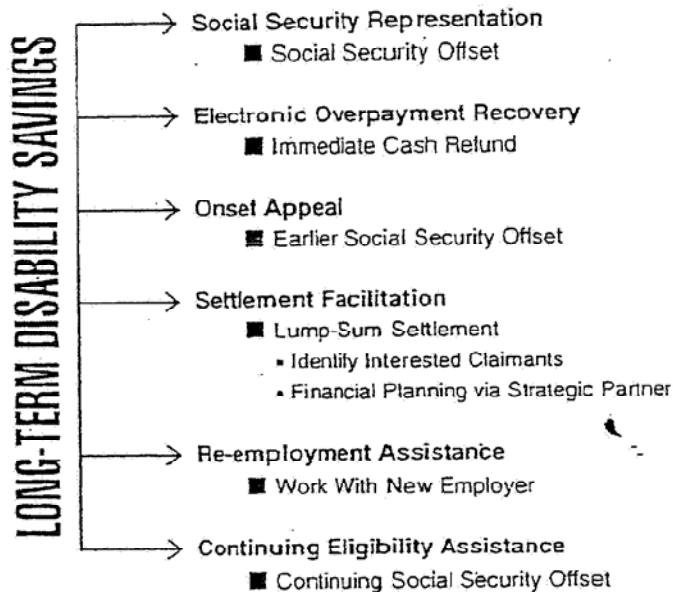 LONG-TERM DISABILITY SAVINGS
Social Security Representation
■ Social Security Offset
Electronic Overpayment Recovery
■ Immediate Cash Refund
Onset Appeal
■ Earlier Social Security Offset
Settlement Facilitation
■ Lump-Sum Settlement
▪ Identify Interested Claimants
▪ Financial Planning via Strategic Partner
Re-employment Assistance
■ Work With New Employer
Continuing Eligibility Assistance
■ Continuing Social Security Offset